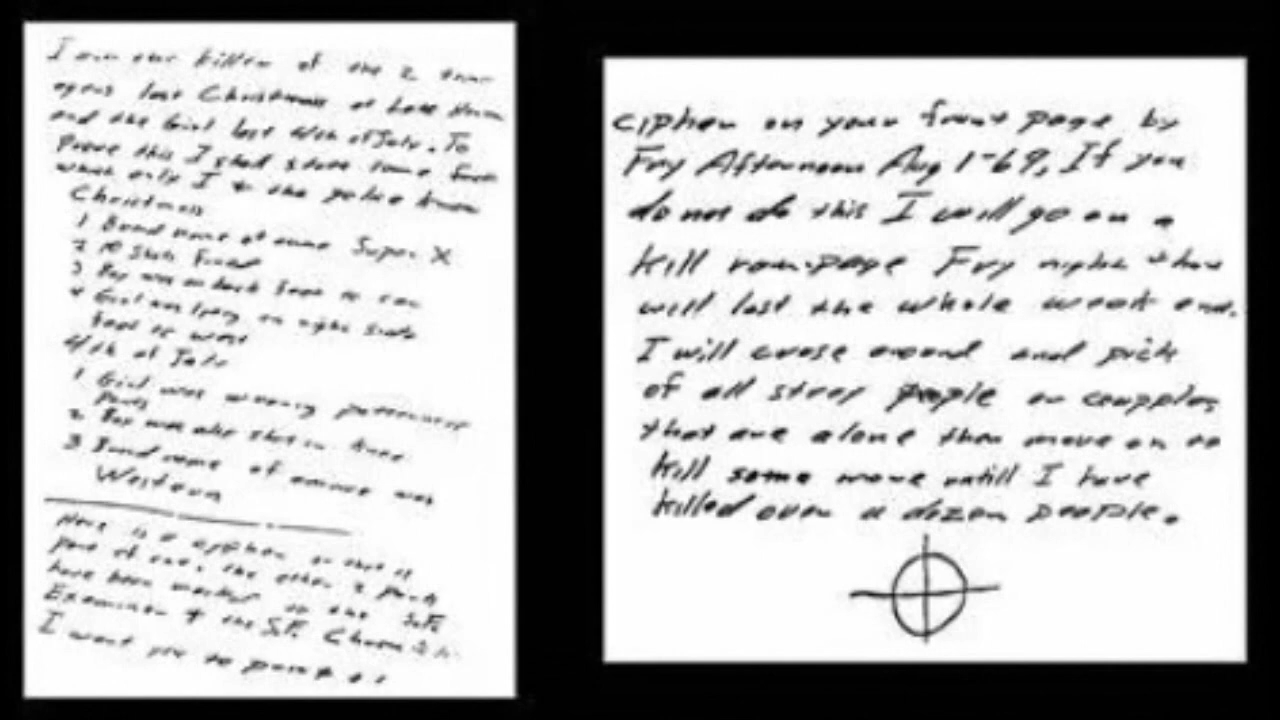 I am the killer of the 2 teen
agers last Christmass at Lake Herman
and the Girl last 4th of July. To
Prove this I shall state some facts
which only I + the police know
Christmass
1 Brand name of ammo Super X
2 10 Shots Fired
3 Boy was on back feet to car
4 Girl was lyeing on right side
feet to west
4th of July
1 Girl was wearing patterned
pants
2 Boy was also shot in knee
3 Brand name of ammo was
Western
Here is a cipher or that is
part of one. the other 2 parts
have been mailed to the S.F.
Examiner + the S.F. Chronicle
I want you to print
cipher on your front page by
Fry Afternoon Aug 1-69, If you
do not do this I will go on a
kill rampage Fry night that
will last the whole week end.
I will cruse around and pick
of all stray people or coupples
that are alone then move on to
kill some more untill I have
killed over a dozen people.